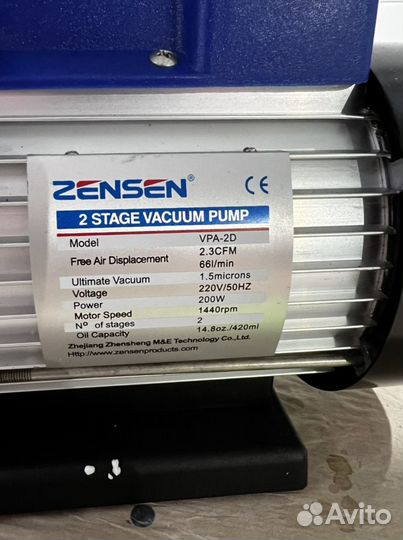 ZENSEN® CE
2 STAGE VACUUM PUMP
Model VPA-2D
Free Air Displacement 2.3CFM
66l/min
Ultimate Vacuum 1.5microns
Voltage 220V/50HZ
Power 200W
Motor Speed 1440rpm
Nº of stages 2
Oil Capacity 14.8oz./420ml
Zhejiang Zhensheng M&E Technology Co.,Ltd.
Http://www.zensenproducts.com
Avito